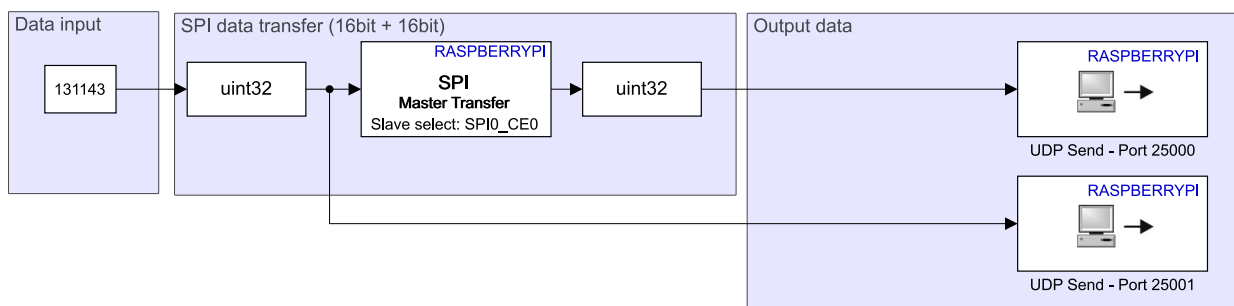 Data input
131143
SPI data transfer (16bit + 16bit)
uint32
RASPBERRYPI
SPI
Master Transfer
Slave select: SPI0_CE0
uint32
Output data
RASPBERRYPI
UDP Send - Port 25000
RASPBERRYPI
UDP Send - Port 25001